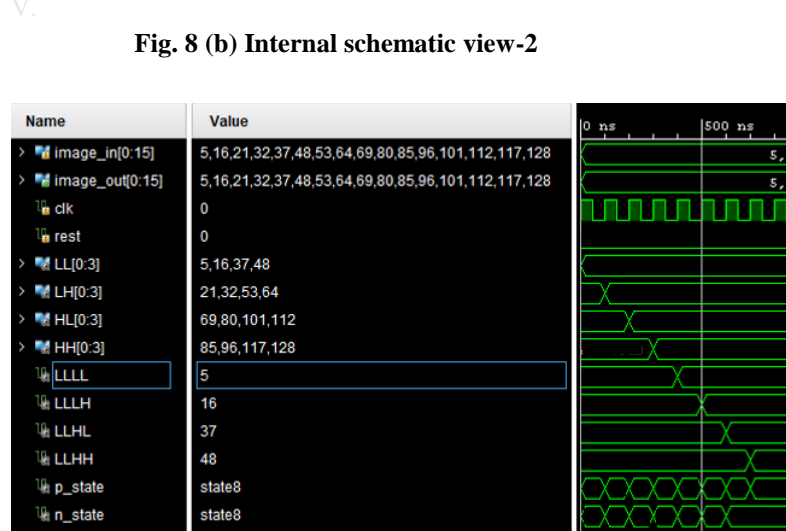 V.
Fig. 8 (b) Internal schematic view-2
Name Value 0 ns 500 ns
image_in[0:15] 5,16,21,32,37,48,53,64,69,80,85,96,101,112,117,128 5,
image_out[0:15] 5,16,21,32,37,48,53,64,69,80,85,96,101,112,117,128 5,
clk 0
rest 0
LL[0:3] 5,16,37,48
LH[0:3] 21,32,53,64
HL[0:3] 69,80,101,112
HH[0:3] 85,96,117,128
LLLL 5
LLLH 16
LLHL 37
LLHH 48
p_state state8
n_state state8